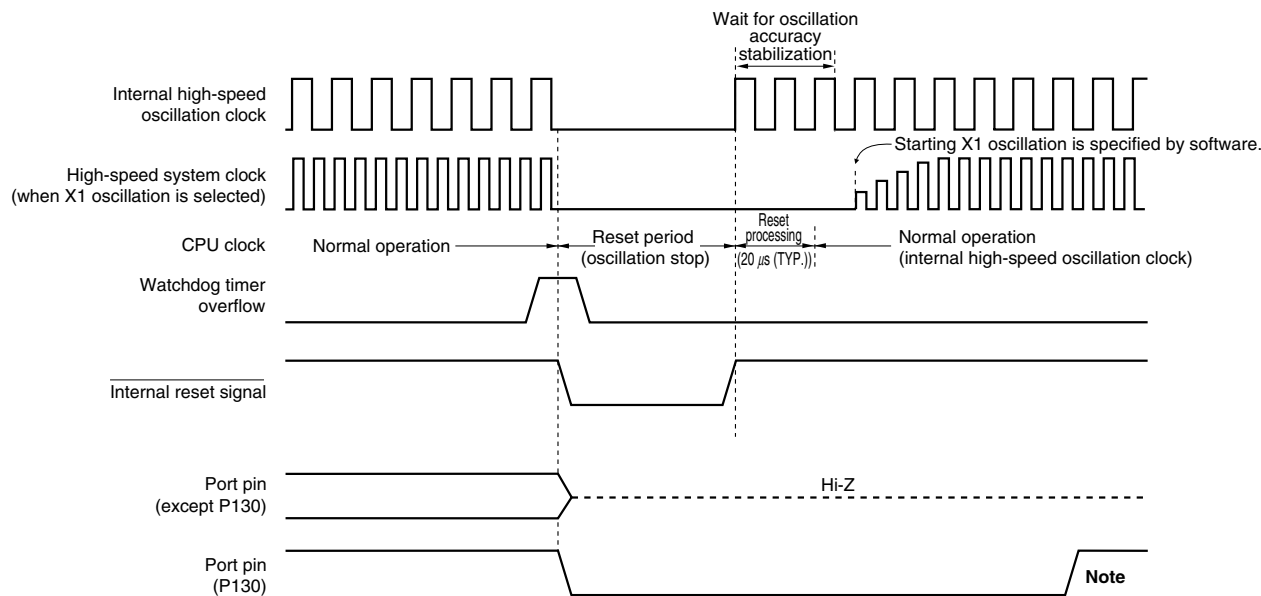 Wait for oscillation
accuracy
stabilization
Internal high-speed
oscillation clock
Starting X1 oscillation is specified by software.
High-speed system clock
(when X1 oscillation is selected)
CPU clock
Normal operation
Reset period
(oscillation stop)
Reset
processing
(20 μs (TYP.))
Normal operation
(internal high-speed oscillation clock)
Watchdog timer
overflow
Internal reset signal
Port pin
(except P130)
Hi-Z
Port pin
(P130)
Note